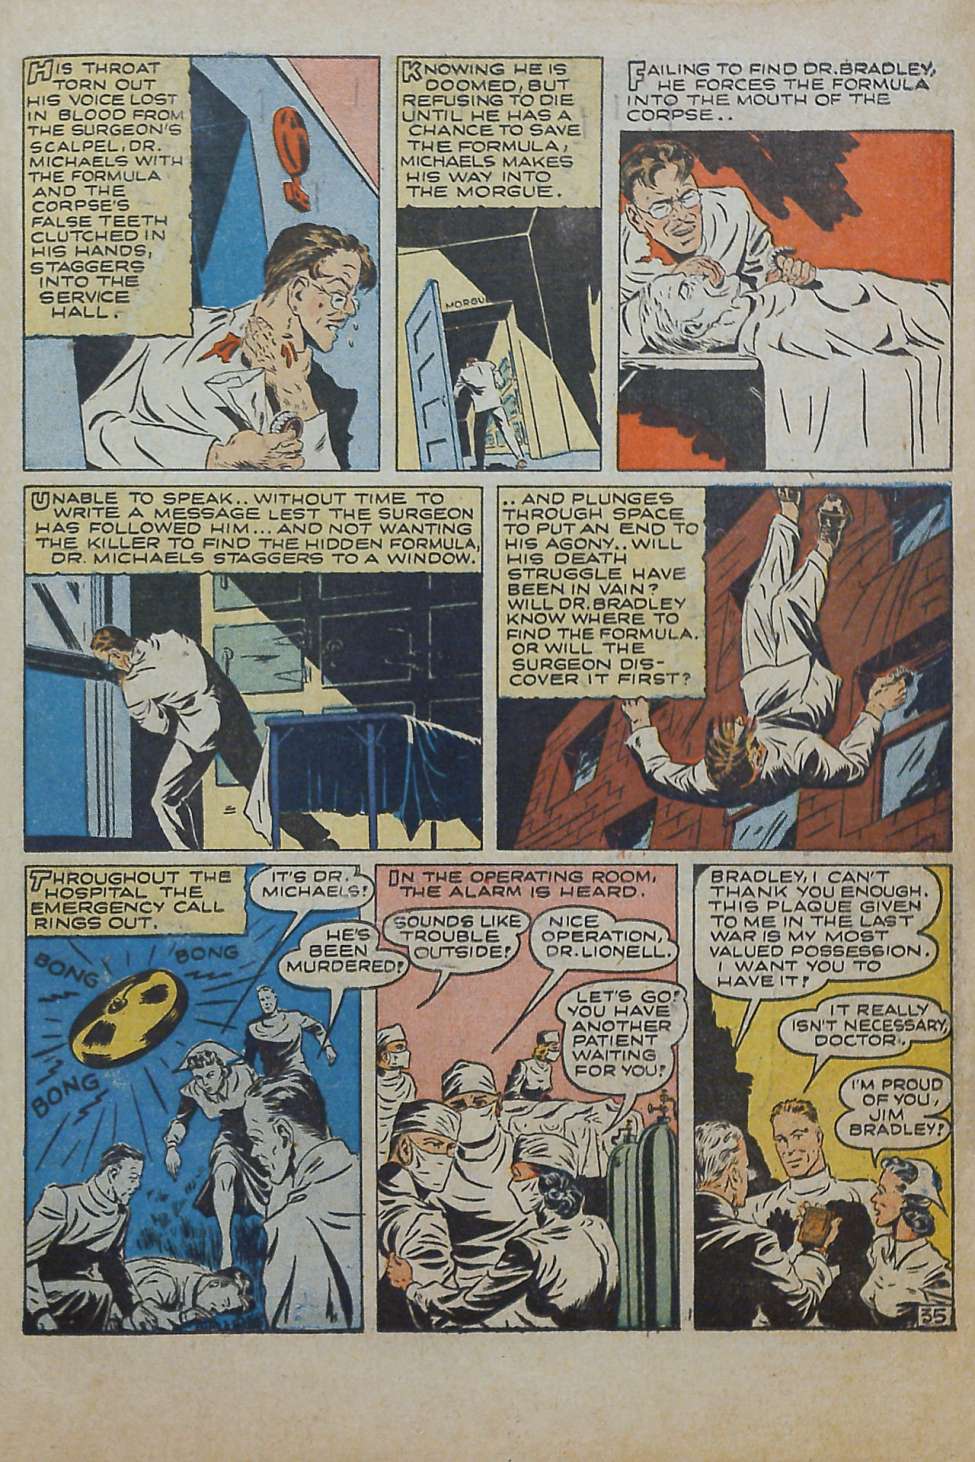 HIS THROAT
TORN OUT
HIS VOICE LOST
IN BLOOD FROM
THE SURGEON'S
SCALPEL, DR.
MICHAELS WITH
THE FORMULA
AND THE
CORPSE'S
FALSE TEETH
CLUTCHED IN
HIS HANDS,
STAGGERS
INTO THE
SERVICE
HALL.
KNOWING HE IS
DOOMED, BUT
REFUSING TO DIE
UNTIL HE HAS A
CHANCE TO SAVE
THE FORMULA,
MICHAELS MAKES
HIS WAY INTO
THE MORGUE.
MORGUE
FAILING TO FIND DR. BRADLEY,
HE FORCES THE FORMULA
INTO THE MOUTH OF THE
CORPSE..
UNABLE TO SPEAK.. WITHOUT TIME TO
WRITE A MESSAGE LEST THE SURGEON
HAS FOLLOWED HIM... AND NOT WANTING
THE KILLER TO FIND THE HIDDEN FORMULA,
DR. MICHAELS STAGGERS TO A WINDOW.
.. AND PLUNGES
THROUGH SPACE
TO PUT AN END TO
HIS AGONY.. WILL
HIS DEATH
STRUGGLE HAVE
BEEN IN VAIN?
WILL DR. BRADLEY
KNOW WHERE TO
FIND THE FORMULA.
OR WILL THE
SURGEON DIS-
COVER IT FIRST?
THROUGHOUT THE
HOSPITAL THE
EMERGENCY CALL
RINGS OUT.
IT'S DR.
MICHAELS!
HE'S
BEEN
MURDERED!
BONG
BONG
BONG
IN THE OPERATING ROOM,
THE ALARM IS HEARD.
SOUNDS LIKE
TROUBLE
OUTSIDE!
NICE
OPERATION,
DR. LIONELL.
LET'S GO!
YOU HAVE
ANOTHER
PATIENT
WAITING
FOR YOU!
BRADLEY, I CAN'T
THANK YOU ENOUGH.
THIS PLAQUE GIVEN
TO ME IN THE LAST
WAR IS MY MOST
VALUED POSSESSION.
I WANT YOU TO
HAVE IT!
IT REALLY
ISN'T NECESSARY,
DOCTOR.
I'M PROUD
OF YOU,
JIM
BRADLEY!
35